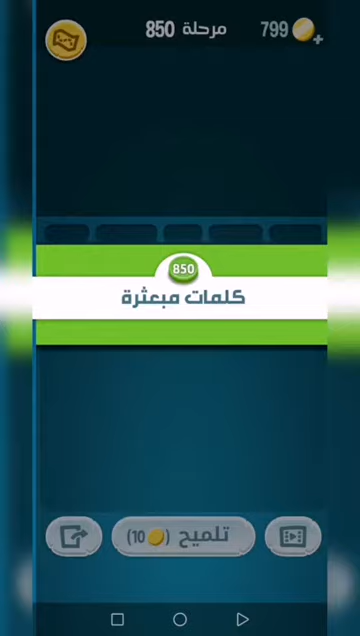 مرحلة 850
799
850
كلمات مبعثرة
تلميح (10)